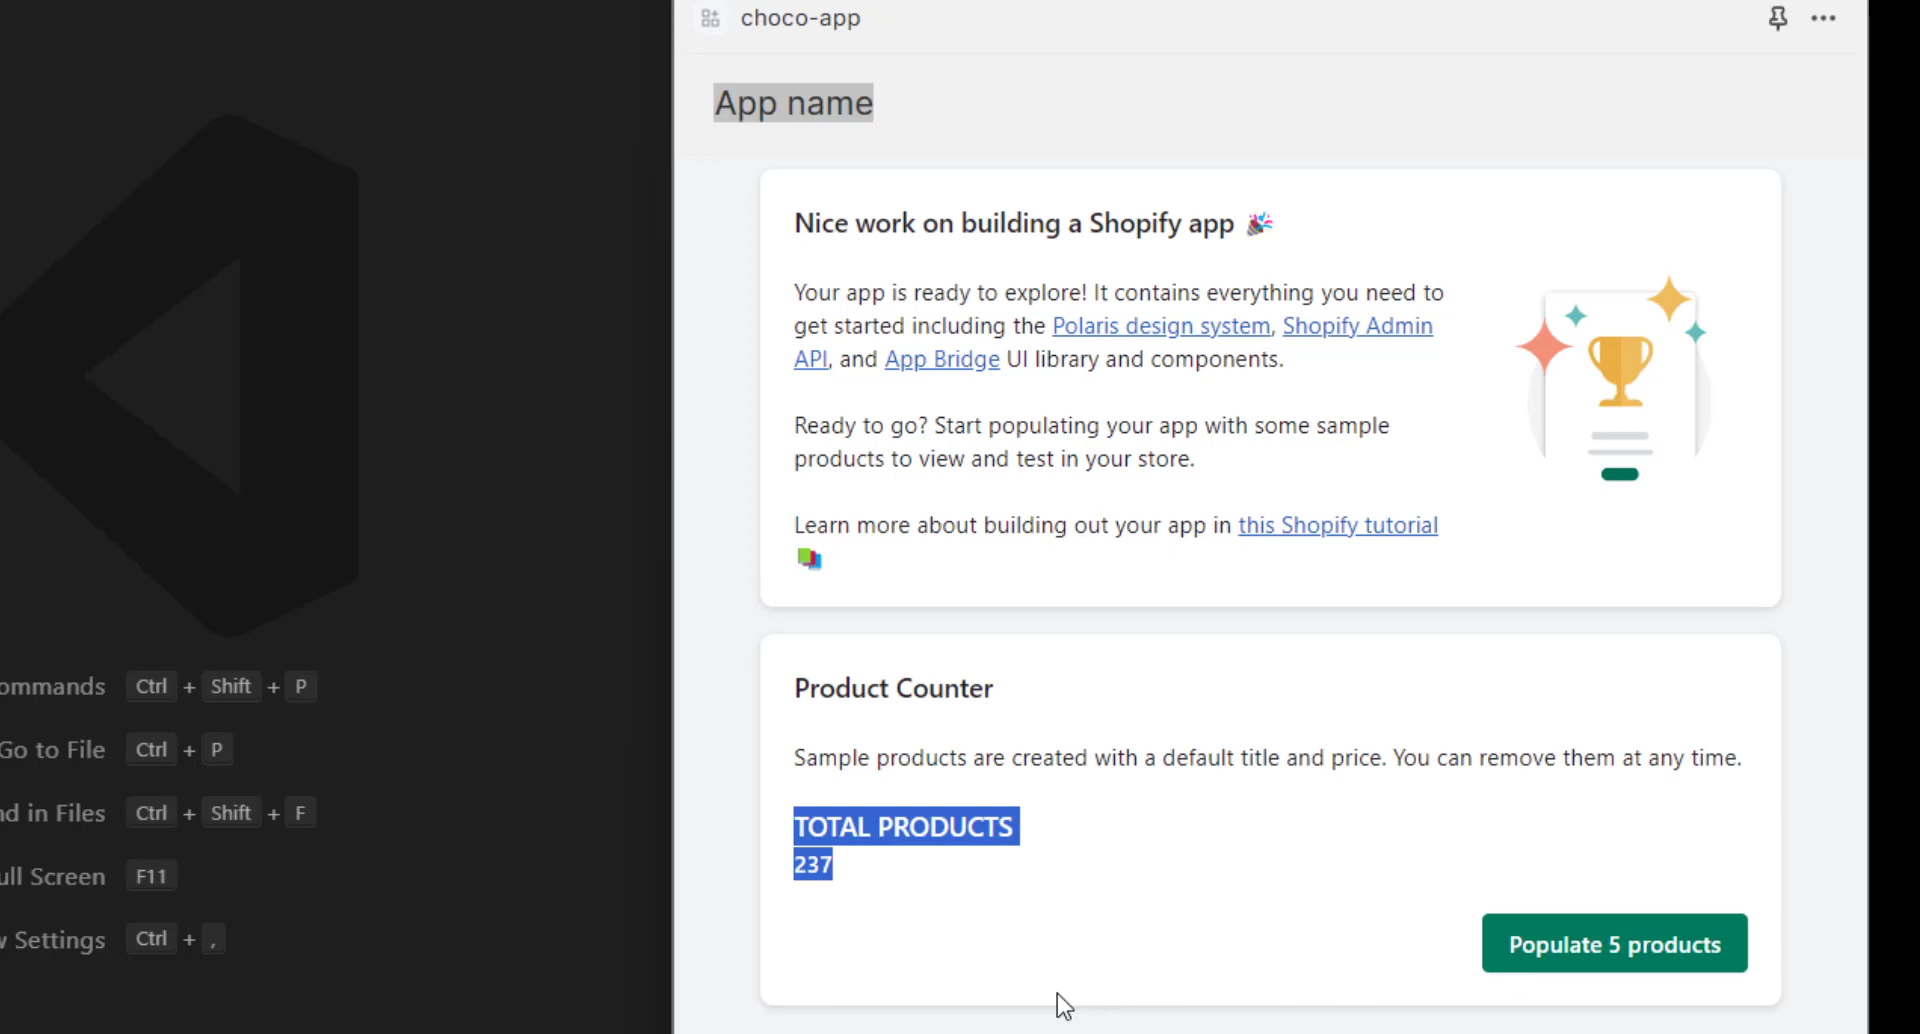 choco-app
App name
Nice work on building a Shopify app 🎉
Your app is ready to explore! It contains everything you need to
get started including the Polaris design system, Shopify Admin
API, and App Bridge UI library and components.
Ready to go? Start populating your app with some sample
products to view and test in your store.
Learn more about building out your app in this Shopify tutorial
📚
Product Counter
Sample products are created with a default title and price. You can remove them at any time.
TOTAL PRODUCTS
237
Populate 5 products
ommands Ctrl + Shift + P
Go to File Ctrl + P
nd in Files Ctrl + Shift + F
ull Screen F11
w Settings Ctrl + ,